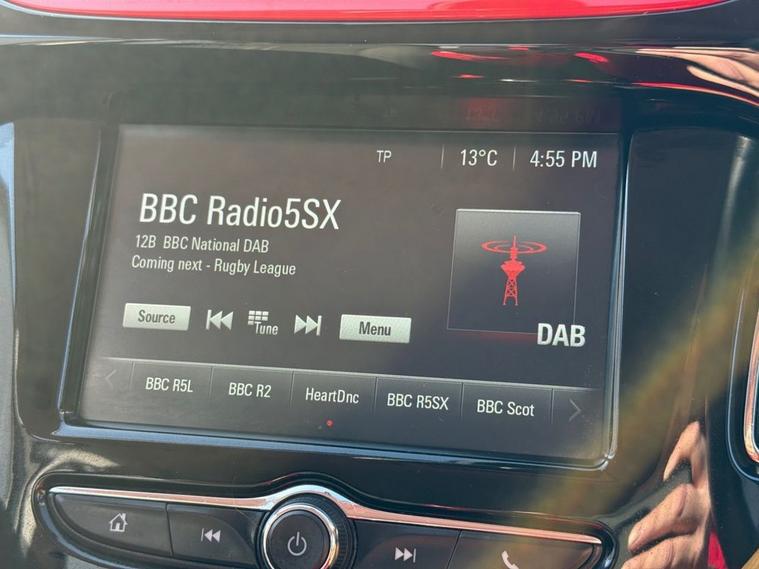 TP 13°C 4:55 PM
BBC Radio5SX
12B BBC National DAB
Coming next - Rugby League
DAB
Source Tune Menu
BBC R5L BBC R2 HeartDnc BBC R5SX BBC Scot